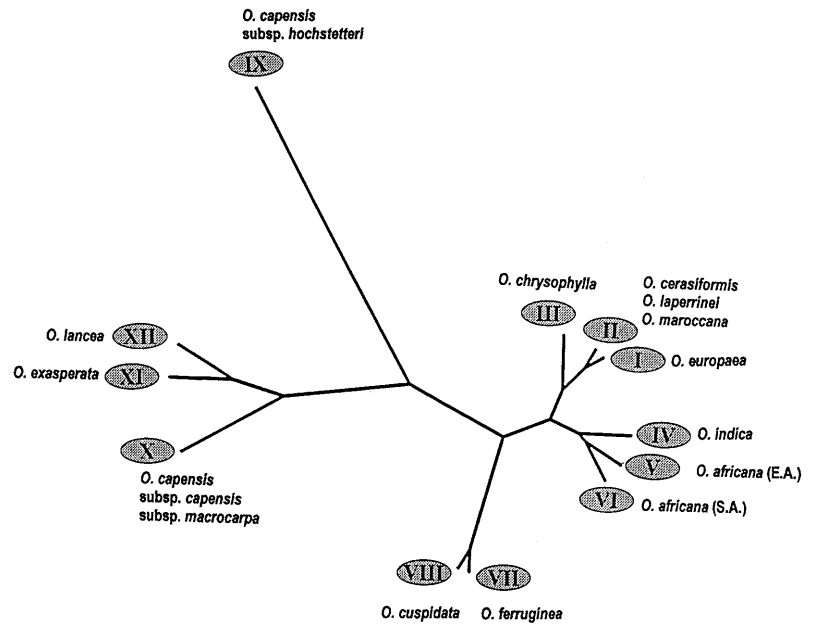 O. capensis
subsp. hochstetteri
IX
O. chrysophylla
III
O. cerasiformis
O. laperrinei
O. maroccana
II
I
O. europaea
O. lancea
XII
O. exasperata
XI
X
O. capensis
subsp. capensis
subsp. macrocarpa
IV
O. indica
V
O. africana (E.A.)
VI
O. africana (S.A.)
VIII
VII
O. cuspidata
O. ferruginea